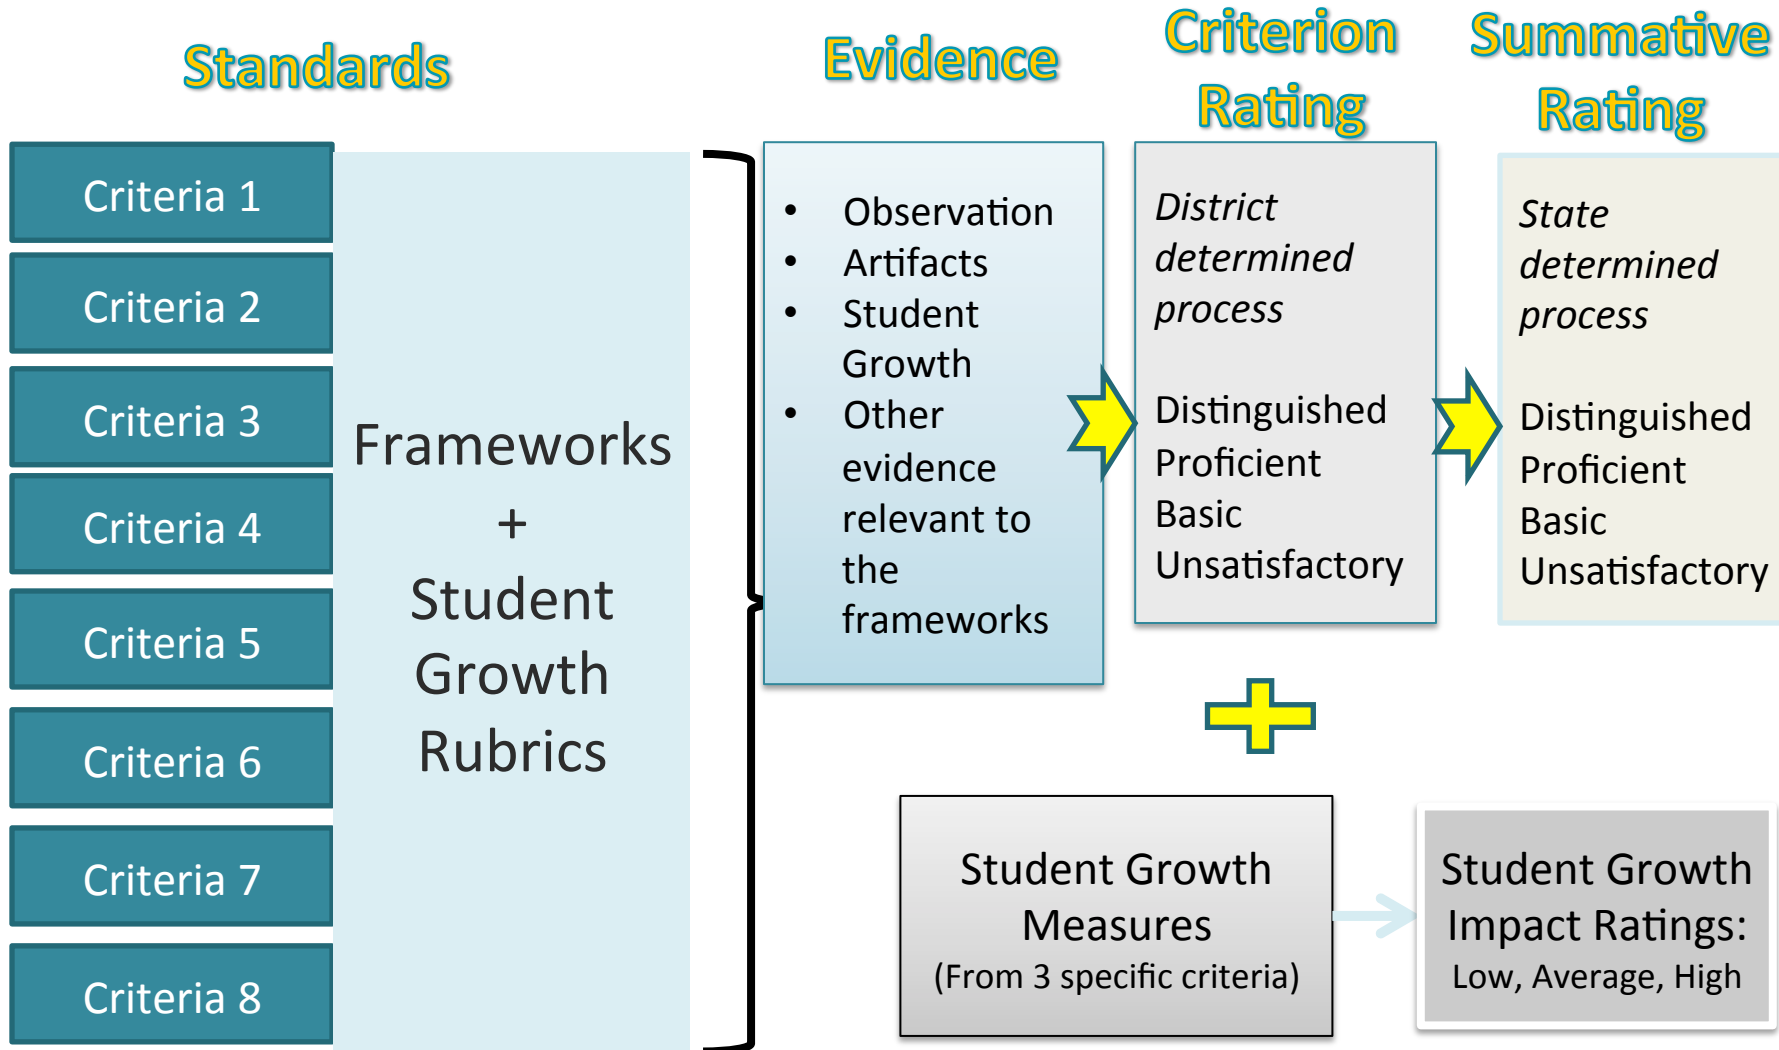 Standards
Criteria 1
Criteria 2
Criteria 3
Criteria 4
Criteria 5
Criteria 6
Criteria 7
Criteria 8
Frameworks
+
Student
Growth
Rubrics
Evidence
• Observation
• Artifacts
• Student
Growth
• Other
evidence
relevant to
the
frameworks
Criterion
Rating
District
determined
process
Distinguished
Proficient
Basic
Unsatisfactory
Summative
Rating
State
determined
process
Distinguished
Proficient
Basic
Unsatisfactory
Student Growth
Measures
(From 3 specific criteria)
Student Growth
Impact Ratings:
Low, Average, High